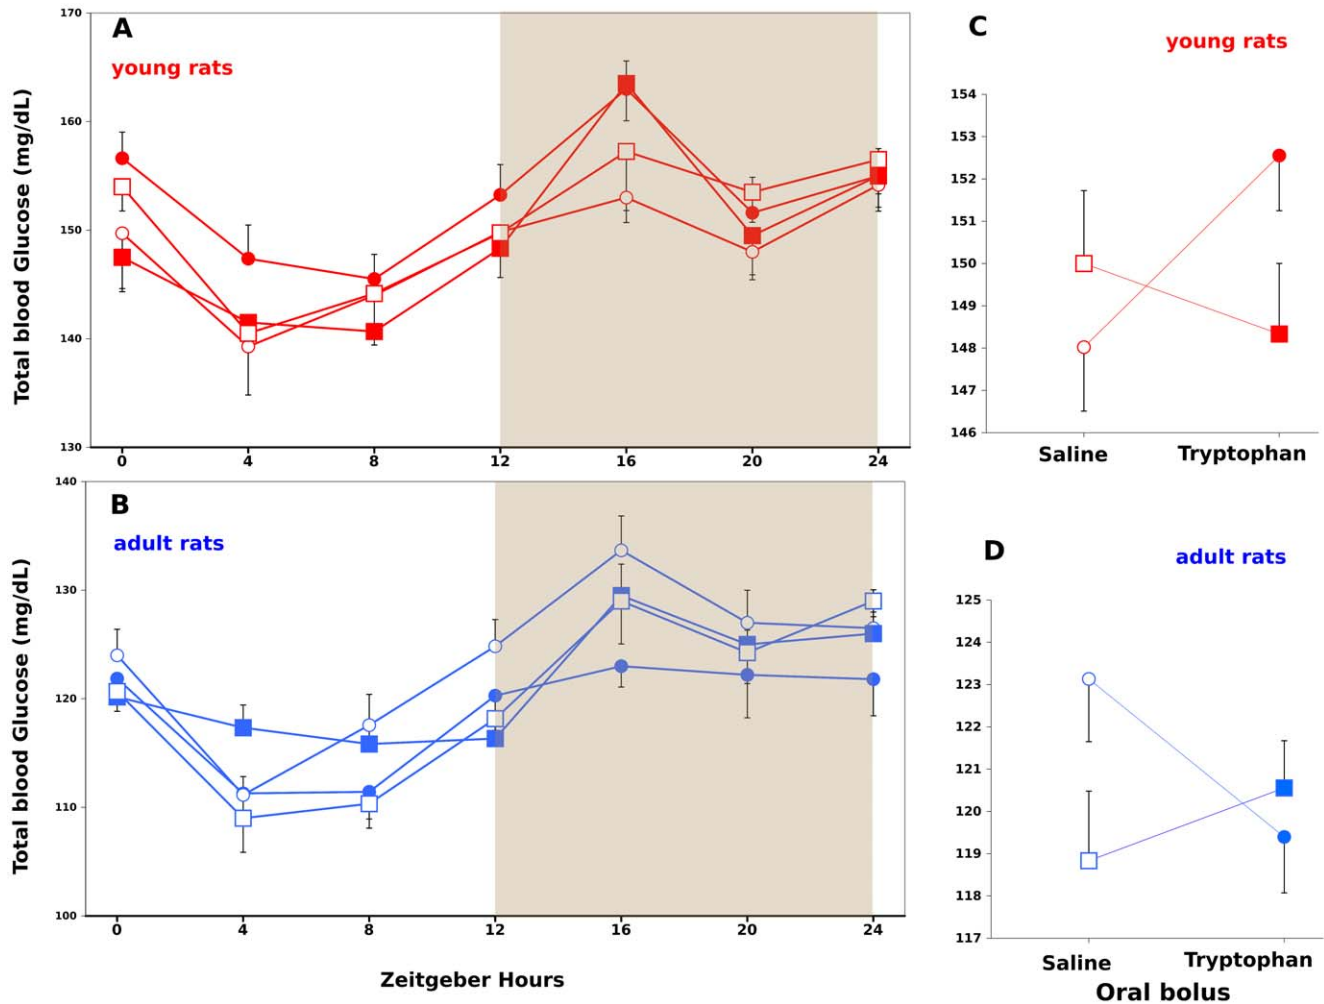 A
young rats
Total blood Glucose (mg/dL)
170
160
150
140
130
0 4 8 12 16 20 24
B
adult rats
Total blood Glucose (mg/dL)
140
130
120
110
100
0 4 8 12 16 20 24
Zeitgeber Hours
C
young rats
154
153
152
151
150
149
148
147
146
Saline Tryptophan
D
adult rats
125
124
123
122
121
120
119
118
117
Saline Tryptophan
Oral bolus